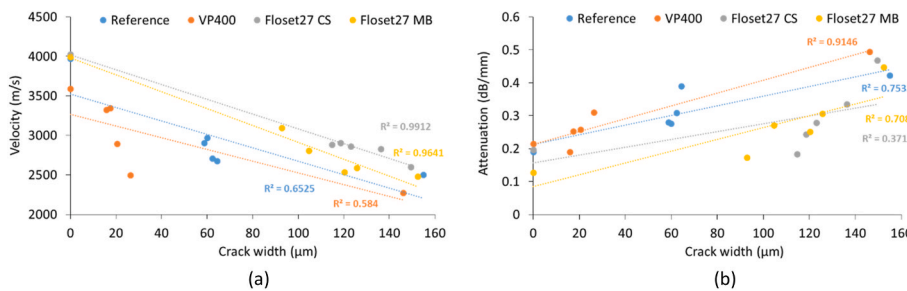 Reference VP400 Floset27 CS Floset27 MB
4500
4000
3500
3000
2500
2000
Velocity (m/s)
R² = 0.9912
R² = 0.9641
R² = 0.6525
R² = 0.584
0 20 40 60 80 100 120 140 160
Crack width (µm)
(a)
Reference VP400 Floset27 CS Floset27 MB
0.6
0.5
0.4
0.3
0.2
0.1
0
Attenuation (dB/mm)
R² = 0.9146
R² = 0.753
R² = 0.708
R² = 0.371
0 20 40 60 80 100 120 140 160
Crack width (µm)
(b)